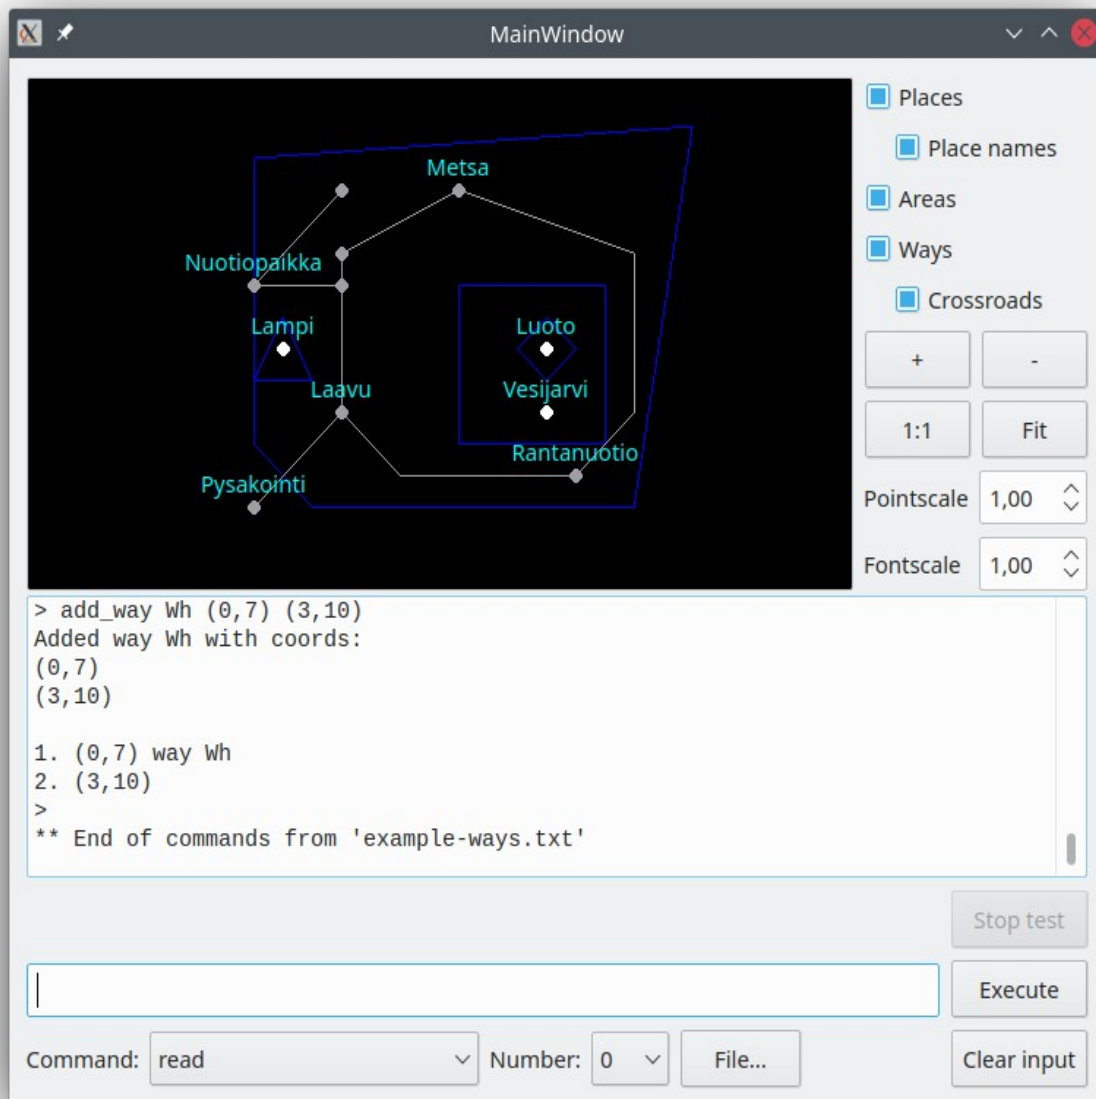 MainWindow
Places
Place names
Areas
Ways
Crossroads
+ -
1:1 Fit
Pointscale 1,00
Fontscale 1,00
Metsa
Nuotiopaikka
Lampi Luoto
Laavu Vesijarvi
Rantanuotio
Pysakointi
> add_way Wh (0,7) (3,10)
Added way Wh with coords:
(0,7)
(3,10)
1. (0,7) way Wh
2. (3,10)
>
** End of commands from 'example-ways.txt'
Stop test
Execute
Command: read Number: 0 File... Clear input